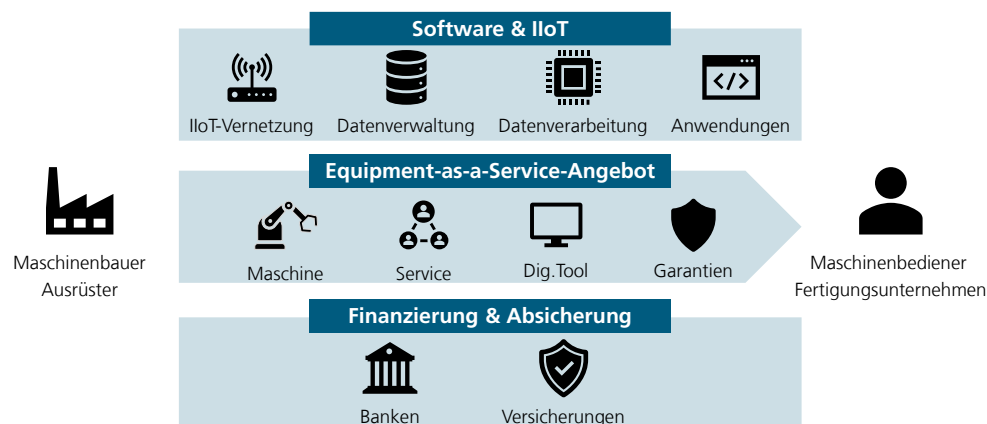 Software & IIoT
IIoT-Vernetzung
Datenverwaltung
Datenverarbeitung
Anwendungen
Equipment-as-a-Service-Angebot
Maschinenbauer
Ausrüster
Maschine
Service
Dig.Tool
Garantien
Maschinenbediener
Fertigungsunternehmen
Finanzierung & Absicherung
Banken
Versicherungen